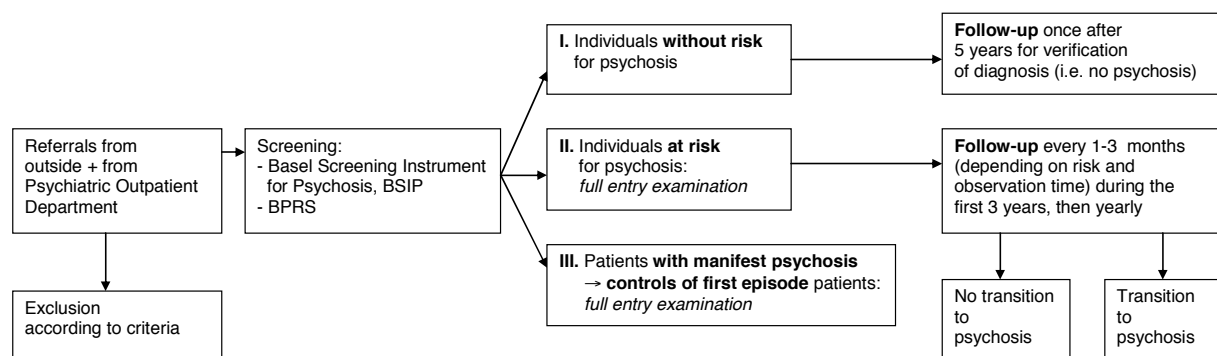 Referrals from
outside + from
Psychiatric Outpatient
Department
Exclusion
according to criteria
Screening:
- Basel Screening Instrument
for Psychosis, BSIP
- BPRS
I. Individuals without risk
for psychosis
Follow-up once after
5 years for verification
of diagnosis (i.e. no psychosis)
II. Individuals at risk
for psychosis:
full entry examination
Follow-up every 1-3 months
(depending on risk and
observation time) during the
first 3 years, then yearly
III. Patients with manifest psychosis
→ controls of first episode patients:
full entry examination
No transition
to
psychosis
Transition
to
psychosis